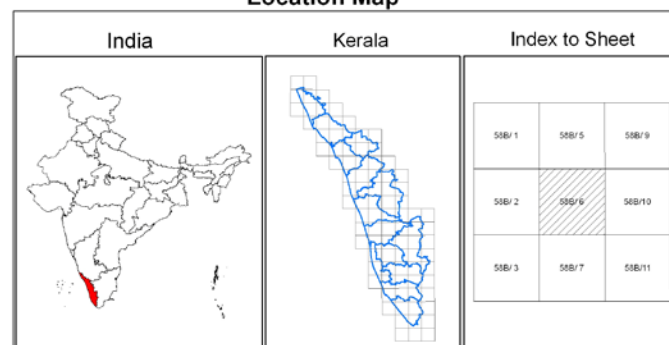 Location Map
India
Kerala
Index to Sheet
58B/ 1
58B/ 5
58B/ 9
58B/ 2
58B/ 6
58B/10
58B/ 3
58B/ 7
58B/11